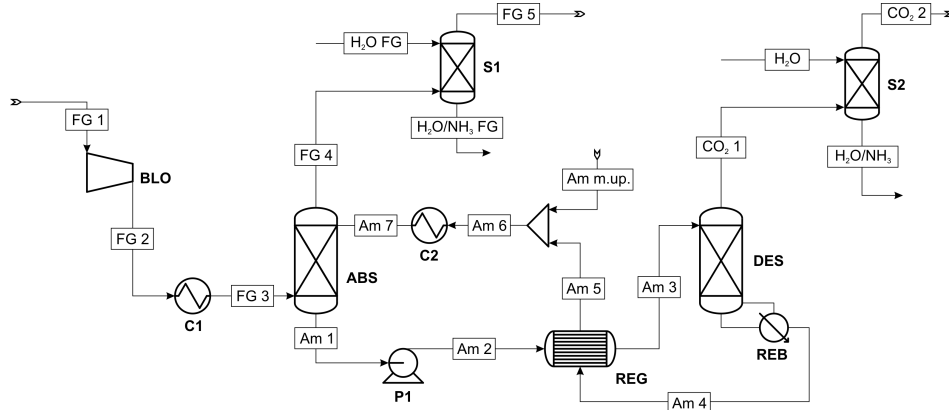 FG 5
CO₂ 2
H₂O FG
S1
H₂O
S2
FG 1
H₂O/NH₃ FG
FG 4
CO₂ 1
H₂O/NH₃
BLO
Am m.up.
FG 2
Am 7
Am 6
C2
ABS
DES
FG 3
Am 5
Am 3
C1
Am 1
Am 2
REB
P1
REG
Am 4